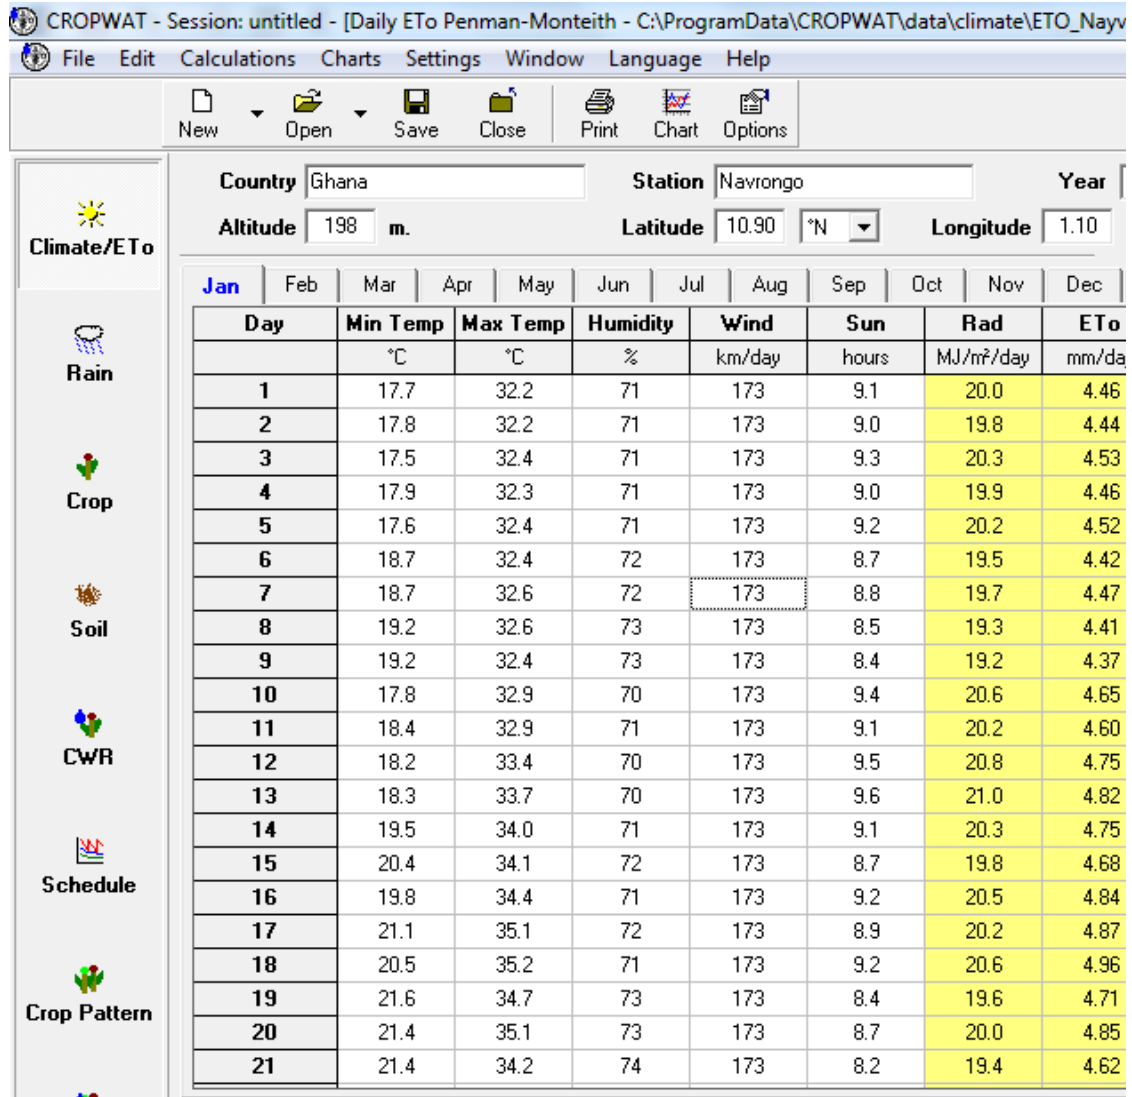 CROPWAT - Session: untitled - [Daily ETo Penman-Monteith - C:\ProgramData\CROPWAT\data\climate\ETO_Nayv
File Edit Calculations Charts Settings Window Language Help
New Open Save Close Print Chart Options
Country Ghana Station Navrongo Year
Altitude 198 m. Latitude 10.90 °N Longitude 1.10
Climate/ETo
Rain
Crop
Soil
CWR
Schedule
Crop Pattern
Jan Feb Mar Apr May Jun Jul Aug Sep Oct Nov Dec
Day Min Temp Max Temp Humidity Wind Sun Rad ETo
°C °C % km/day hours MJ/m²/day mm/da
1 17.7 32.2 71 173 9.1 20.0 4.46
2 17.8 32.2 71 173 9.0 19.8 4.44
3 17.5 32.4 71 173 9.3 20.3 4.53
4 17.9 32.3 71 173 9.0 19.9 4.46
5 17.6 32.4 71 173 9.2 20.2 4.52
6 18.7 32.4 72 173 8.7 19.5 4.42
7 18.7 32.6 72 173 8.8 19.7 4.47
8 19.2 32.6 73 173 8.5 19.3 4.41
9 19.2 32.4 73 173 8.4 19.2 4.37
10 17.8 32.9 70 173 9.4 20.6 4.65
11 18.4 32.9 71 173 9.1 20.2 4.60
12 18.2 33.4 70 173 9.5 20.8 4.75
13 18.3 33.7 70 173 9.6 21.0 4.82
14 19.5 34.0 71 173 9.1 20.3 4.75
15 20.4 34.1 72 173 8.7 19.8 4.68
16 19.8 34.4 71 173 9.2 20.5 4.84
17 21.1 35.1 72 173 8.9 20.2 4.87
18 20.5 35.2 71 173 9.2 20.6 4.96
19 21.6 34.7 73 173 8.4 19.6 4.71
20 21.4 35.1 73 173 8.7 20.0 4.85
21 21.4 34.2 74 173 8.2 19.4 4.62